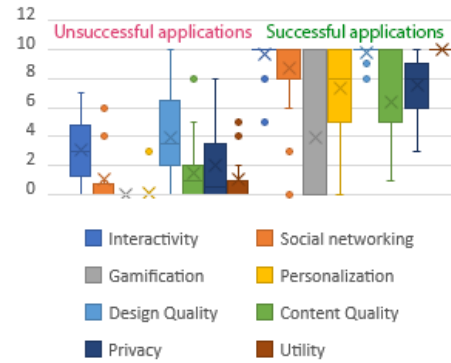 12
Unsuccessful applications Successful applications
10
8
6
4
2
0
Interactivity Social networking
Gamification Personalization
Design Quality Content Quality
Privacy Utility